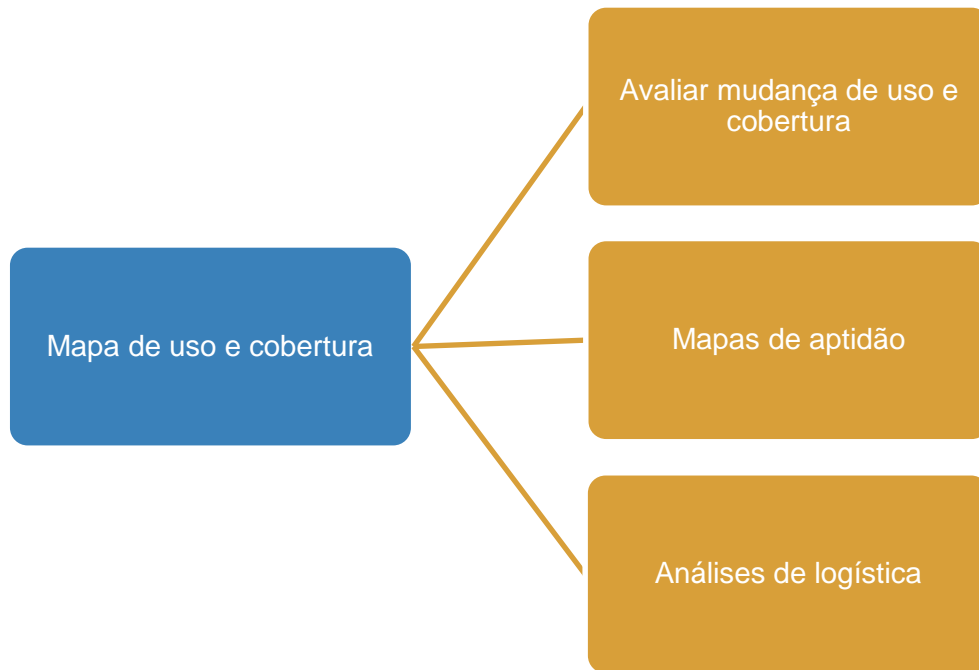 Avaliar mudança de uso e
cobertura
Mapa de uso e cobertura
Mapas de aptidão
Análises de logística